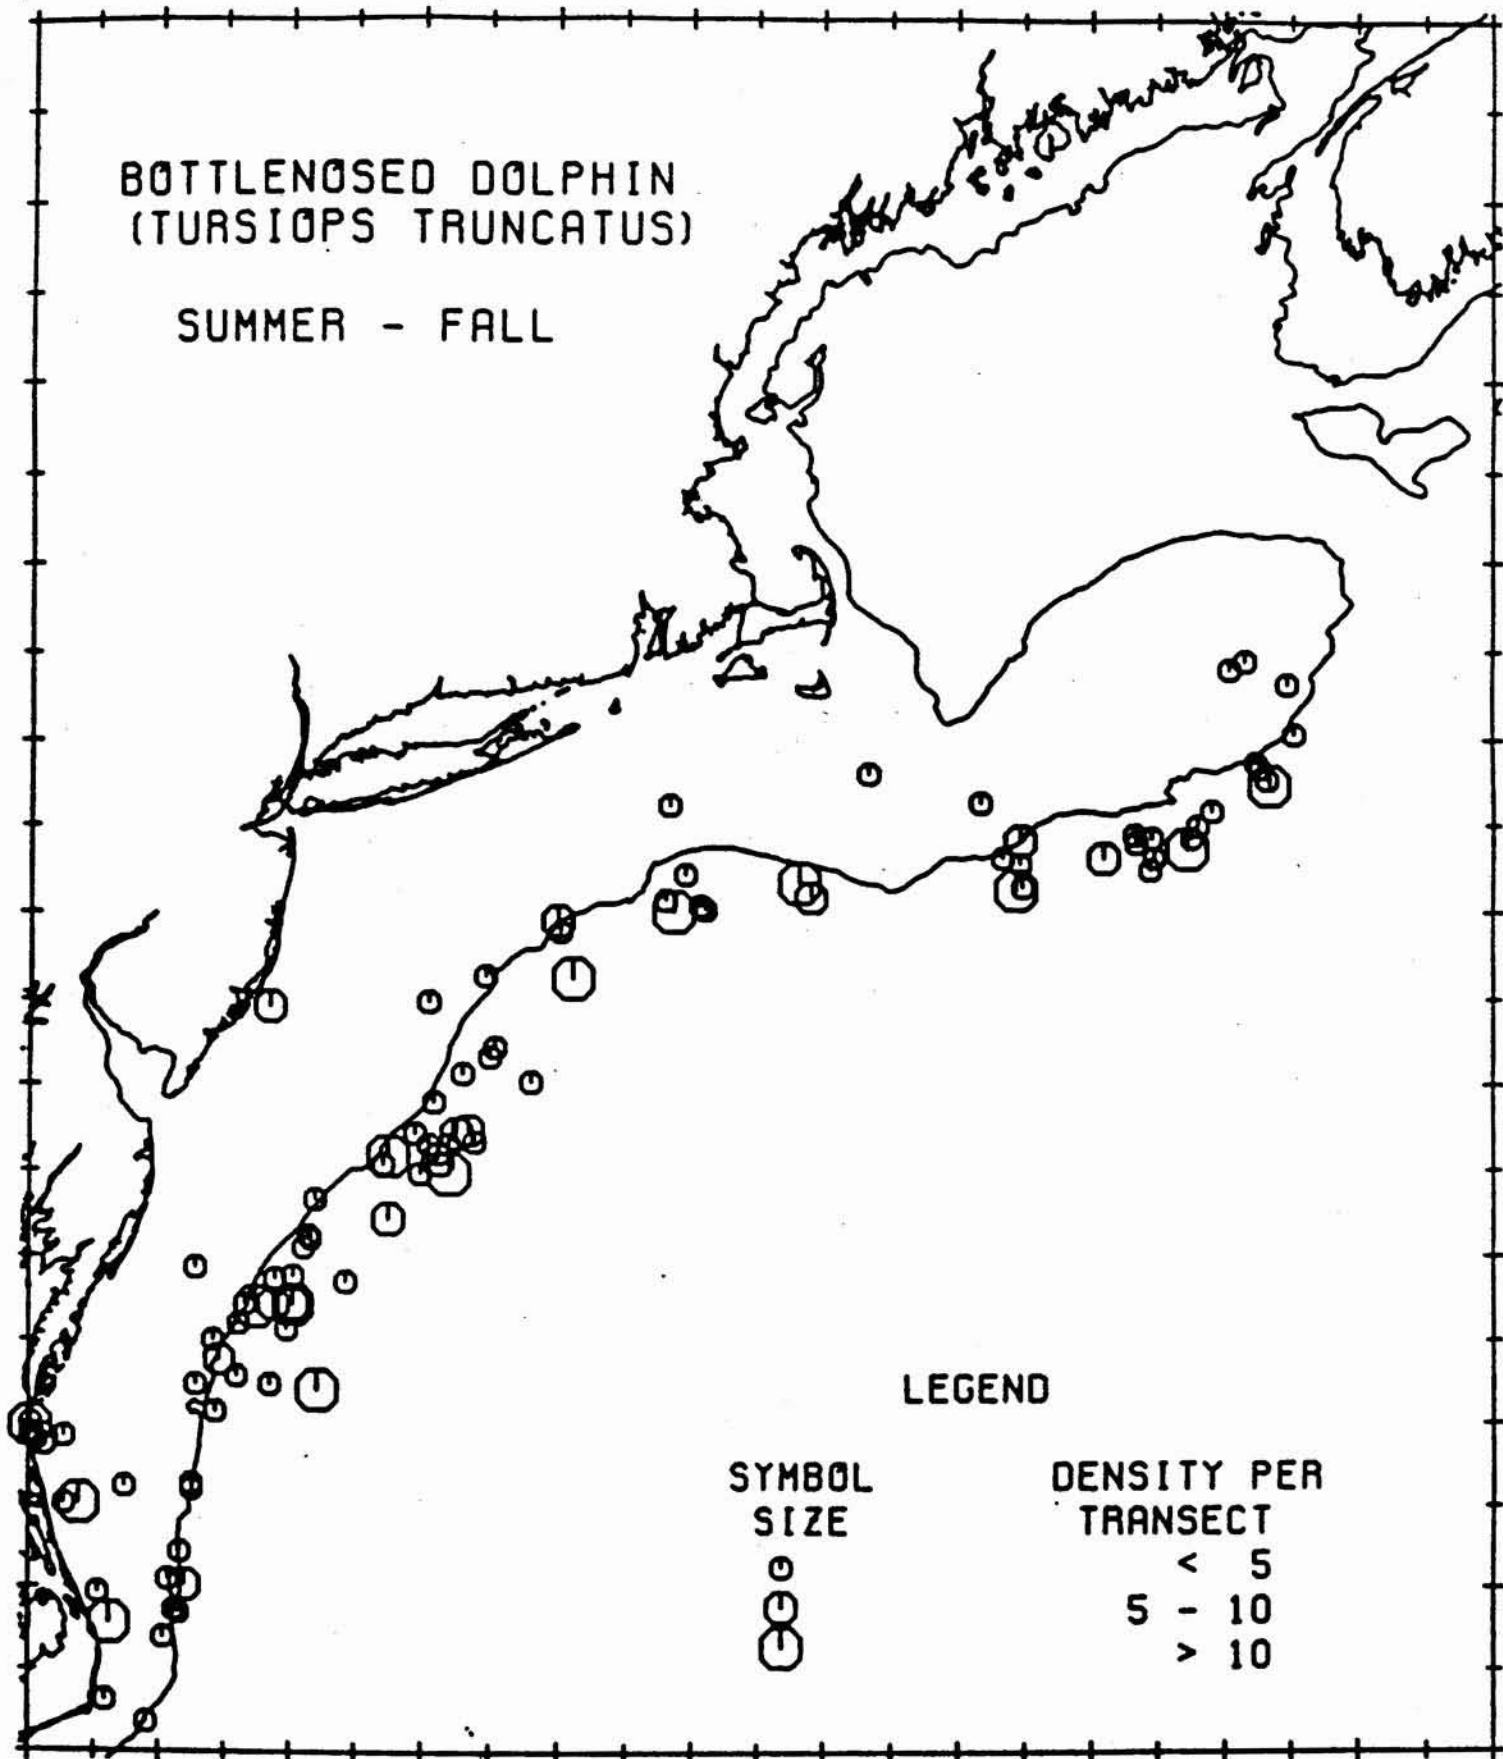 BOTTLENOSED DOLPHIN
(TURSIOPS TRUNCATUS)
SUMMER - FALL
LEGEND
SYMBOL SIZE
DENSITY PER TRANSECT
< 5
5 - 10
> 10